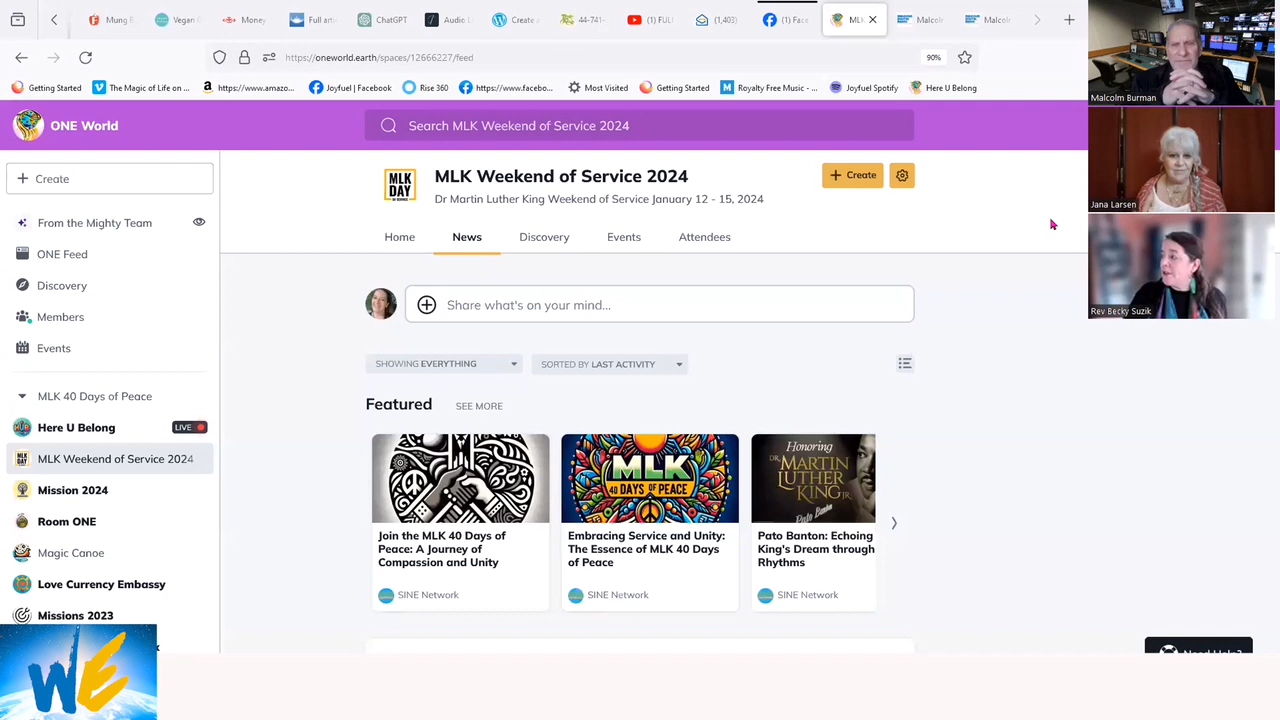 Mung B
Vegan
Money
Full arti
ChatGPT
Audio
Create
44-741-
(1) FUL
(1,403)
(1) Face
MLK
Malcolm
Malcolm
https://oneworld.earth/spaces/12666227/feed
90%
Getting Started
The Magic of Life on ...
https://www.amazo...
Joyfuel | Facebook
Rise 360
https://www.facebo...
Most Visited
Getting Started
Royalty Free Music - ...
Joyfuel Spotify
Here U Belong
Malcolm Burman
ONE World
Search MLK Weekend of Service 2024
Create
MLK
DAY
OF SERVICE
MLK Weekend of Service 2024
Dr Martin Luther King Weekend of Service January 12 - 15, 2024
Create
Jana Larsen
From the Mighty Team
Home
News
Discovery
Events
Attendees
ONE Feed
Discovery
Members
Events
Share what's on your mind...
Rev Becky Suzik
SHOWING EVERYTHING
SORTED BY LAST ACTIVITY
MLK 40 Days of Peace
Featured
SEE MORE
Here U Belong
LIVE
MLK Weekend of Service 2024
Mission 2024
Room ONE
Magic Canoe
Love Currency Embassy
Missions 2023
MLK
40 DAYS OF PEACE
Honoring
DR. MARTIN
LUTHER
KING JR.
Pato Banton
Join the MLK 40 Days of
Peace: A Journey of
Compassion and Unity
SINE Network
Embracing Service and Unity:
The Essence of MLK 40 Days
of Peace
SINE Network
Pato Banton: Echoing
King's Dream through
Rhythms
SINE Network
Need Help?
WE